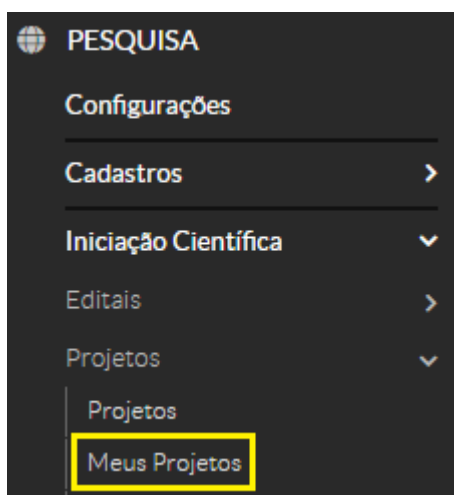 PESQUISA
Configurações
Cadastros
Iniciação Científica
Editais
Projetos
Projetos
Meus Projetos